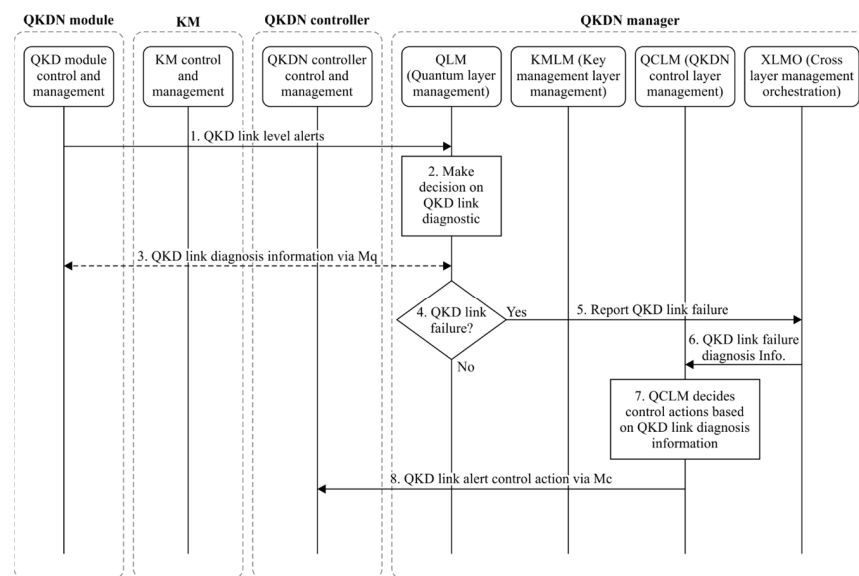 QKDN module
KM
QKDN controller
QKDN manager
QKD module
control and
management
KM control
and
management
QKDN controller
control and
management
QLM
(Quantum layer
management)
KMLM (Key
management layer
management)
QCLM (QKDN
control layer
management)
XLMO (Cross
layer management
orchestration)
1. QKD link level alerts
2. Make
decision on
QKD link
diagnostic
3. QKD link diagnosis information via Mq
4. QKD link
failure?
Yes
No
5. Report QKD link failure
6. QKD link failure
diagnosis Info.
7. QCLM decides
control actions based
on QKD link diagnosis
information
8. QKD link alert control action via Mc